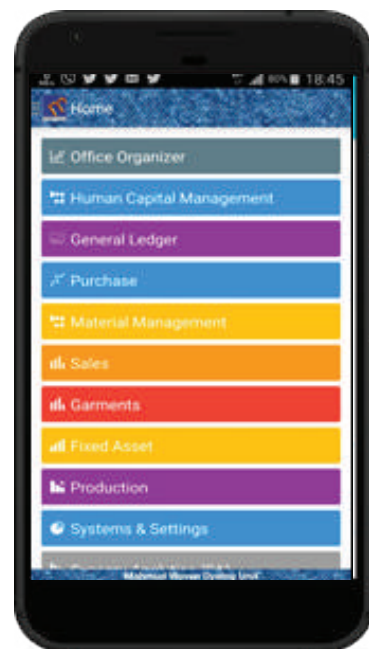 18:45
Home
Office Organizer
Human Capital Management
General Ledger
Purchase
Material Management
Sales
Garments
Fixed Asset
Production
Systems & Settings